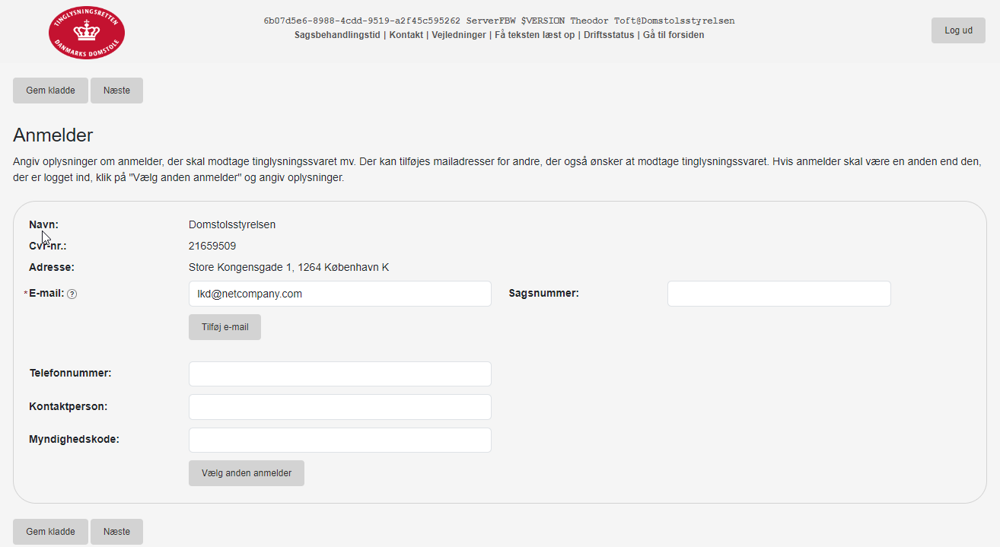 TINGLYSNINGSRETTEN
DANMARKS DOMSTOLE
6b07d5e6-8988-4cdd-9519-a2f45c595262 ServerFBW $VERSION Theodor Toft@Domstolsstyrelsen
Sagsbehandlingstid | Kontakt | Vejledninger | Få teksten læst op | Driftsstatus | Gå til forsiden
Log ud
Gem kladde Næste
Anmelder
Angiv oplysninger om anmelder, der skal modtage tinglysningssvaret mv. Der kan tilføjes mailadresser for andre, der også ønsker at modtage tinglysningssvaret. Hvis anmelder skal være en anden end den,
der er logget ind, klik på "Vælg anden anmelder" og angiv oplysninger.
Navn: Domstolsstyrelsen
Cvr-nr.: 21659509
Adresse: Store Kongensgade 1, 1264 København K
*E-mail: ? lkd@netcompany.com Sagsnummer:
Tilføj e-mail
Telefonnummer:
Kontaktperson:
Myndighedskode:
Vælg anden anmelder
Gem kladde Næste